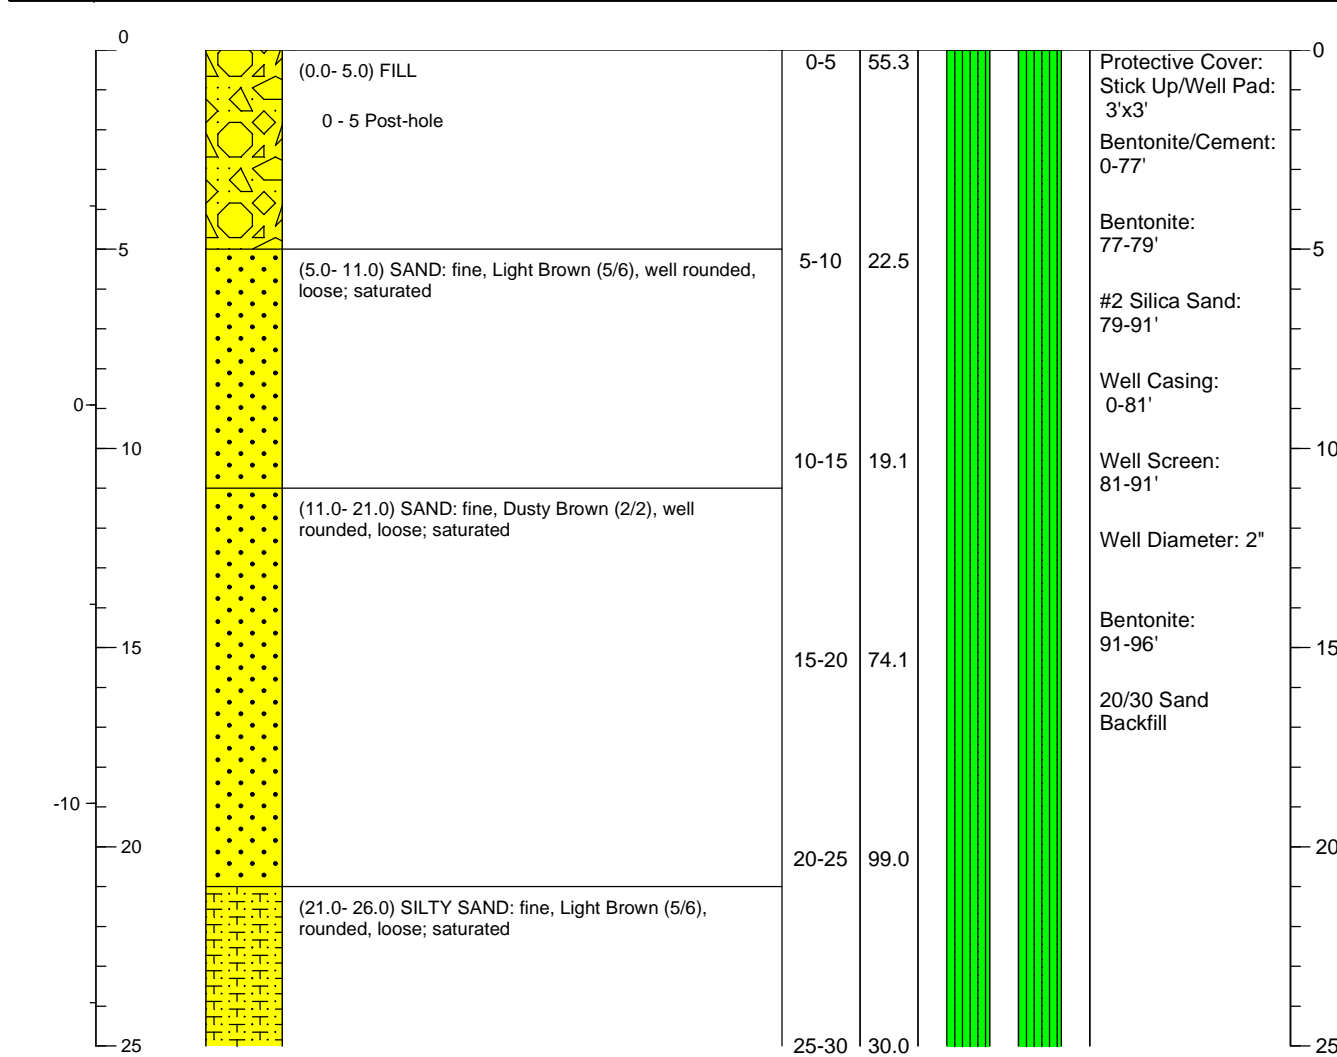 0
(0.0- 5.0) FILL
0 - 5 Post-hole
0-5 55.3
Protective Cover:
Stick Up/Well Pad:
3'x3'
Bentonite/Cement:
0-77'
Bentonite:
77-79'
0
5
(5.0- 11.0) SAND: fine, Light Brown (5/6), well rounded,
loose; saturated
5-10 22.5
#2 Silica Sand:
79-91'
Well Casing:
0-81'
5
0
10
10-15 19.1
Well Screen:
81-91'
10
(11.0- 21.0) SAND: fine, Dusty Brown (2/2), well
rounded, loose; saturated
Well Diameter: 2"
Bentonite:
91-96'
15
15-20 74.1
15
20/30 Sand
Backfill
-10
20
20-25 99.0
20
(21.0- 26.0) SILTY SAND: fine, Light Brown (5/6),
rounded, loose; saturated
25
25-30 30.0
25